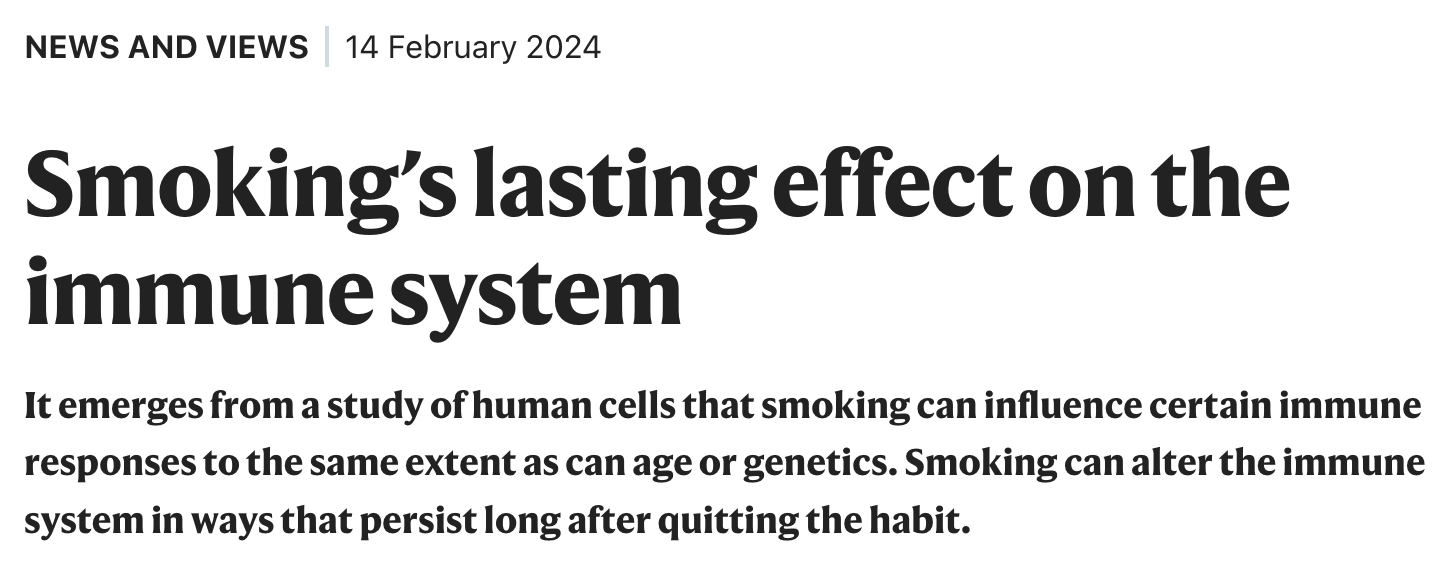 NEWS AND VIEWS | 14 February 2024
Smoking’s lasting effect on the
immune system
It emerges from a study of human cells that smoking can influence certain immune
responses to the same extent as can age or genetics. Smoking can alter the immune
system in ways that persist long after quitting the habit.